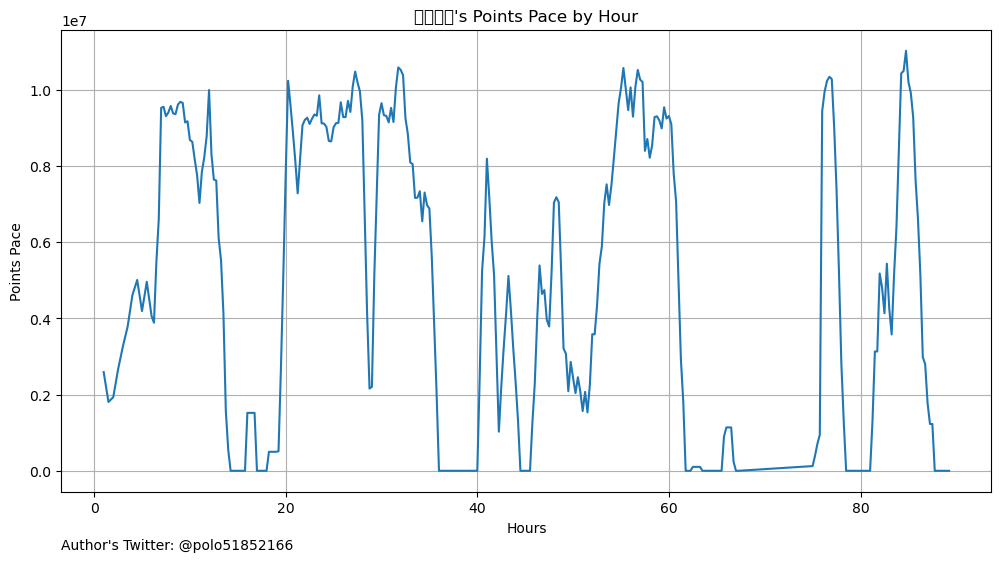 's Points Pace by Hour
1e7
Points Pace
1.0
0.8
0.6
0.4
0.2
0.0
0 20 40 60 80
Hours
Author's Twitter: @polo51852166